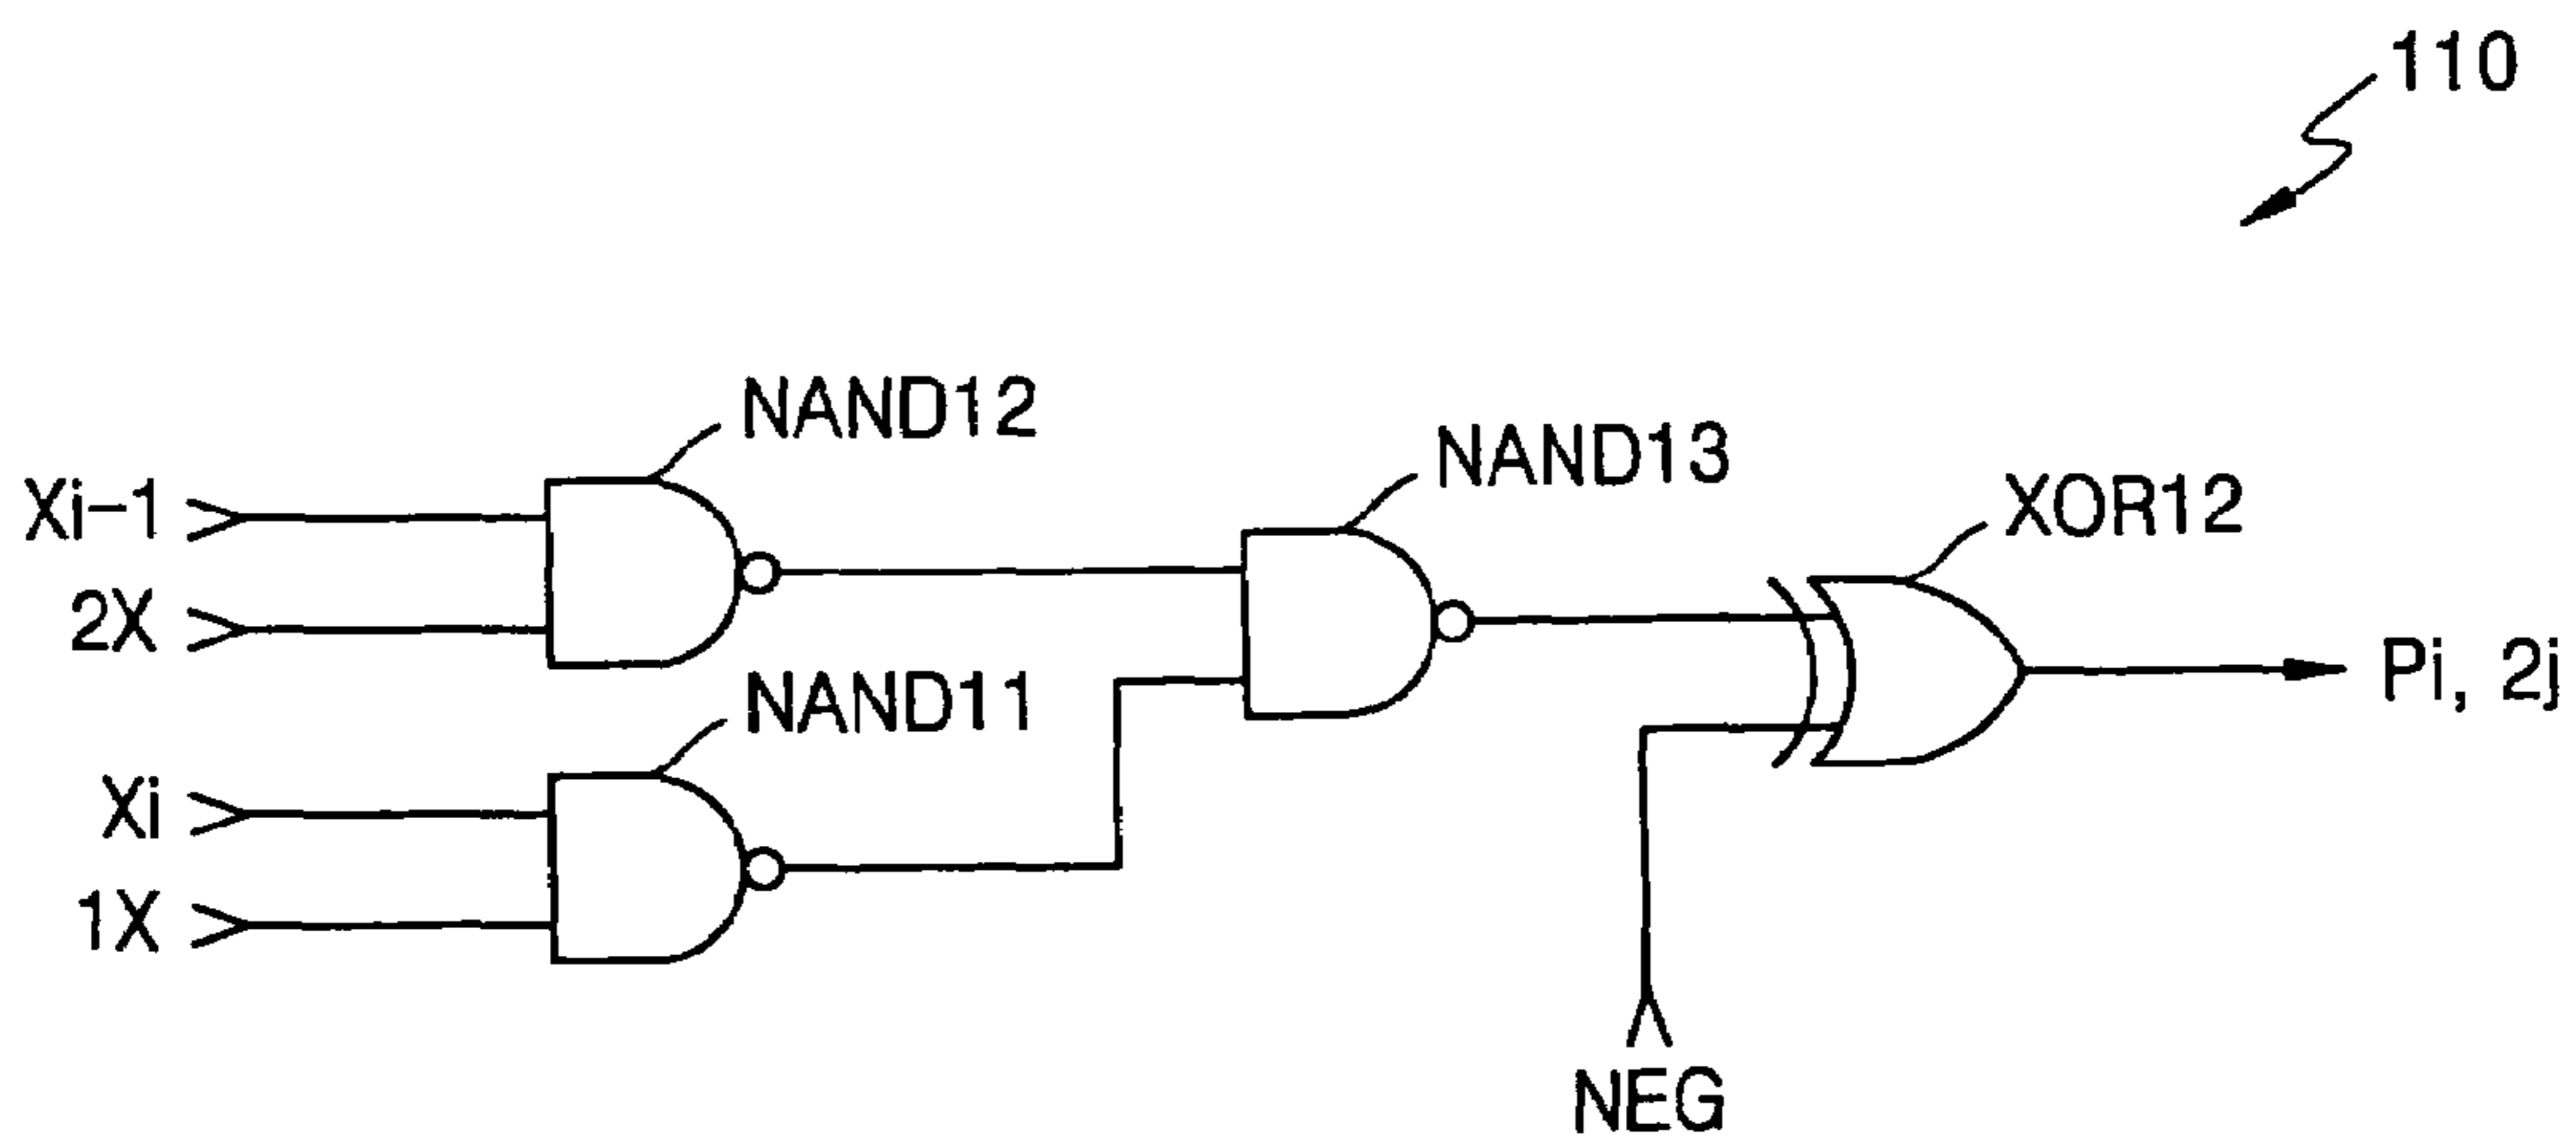 110
NAND12
NAND13
Xi-1
XOR12
2X
Pi, 2j
NAND11
Xi
1X
NEG